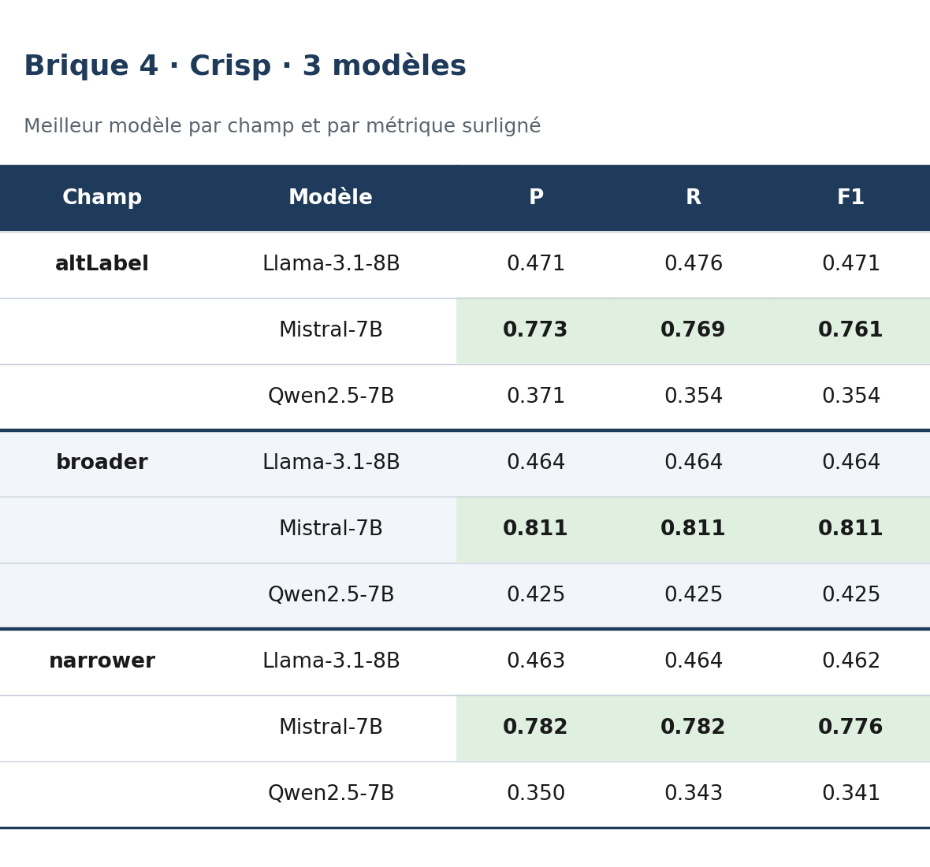 Brique 4 · Crisp · 3 modèles
Meilleur modèle par champ et par métrique surligné
Champ Modèle P R F1
altLabel Llama-3.1-8B 0.471 0.476 0.471
Mistral-7B 0.773 0.769 0.761
Qwen2.5-7B 0.371 0.354 0.354
broader Llama-3.1-8B 0.464 0.464 0.464
Mistral-7B 0.811 0.811 0.811
Qwen2.5-7B 0.425 0.425 0.425
narrower Llama-3.1-8B 0.463 0.464 0.462
Mistral-7B 0.782 0.782 0.776
Qwen2.5-7B 0.350 0.343 0.341